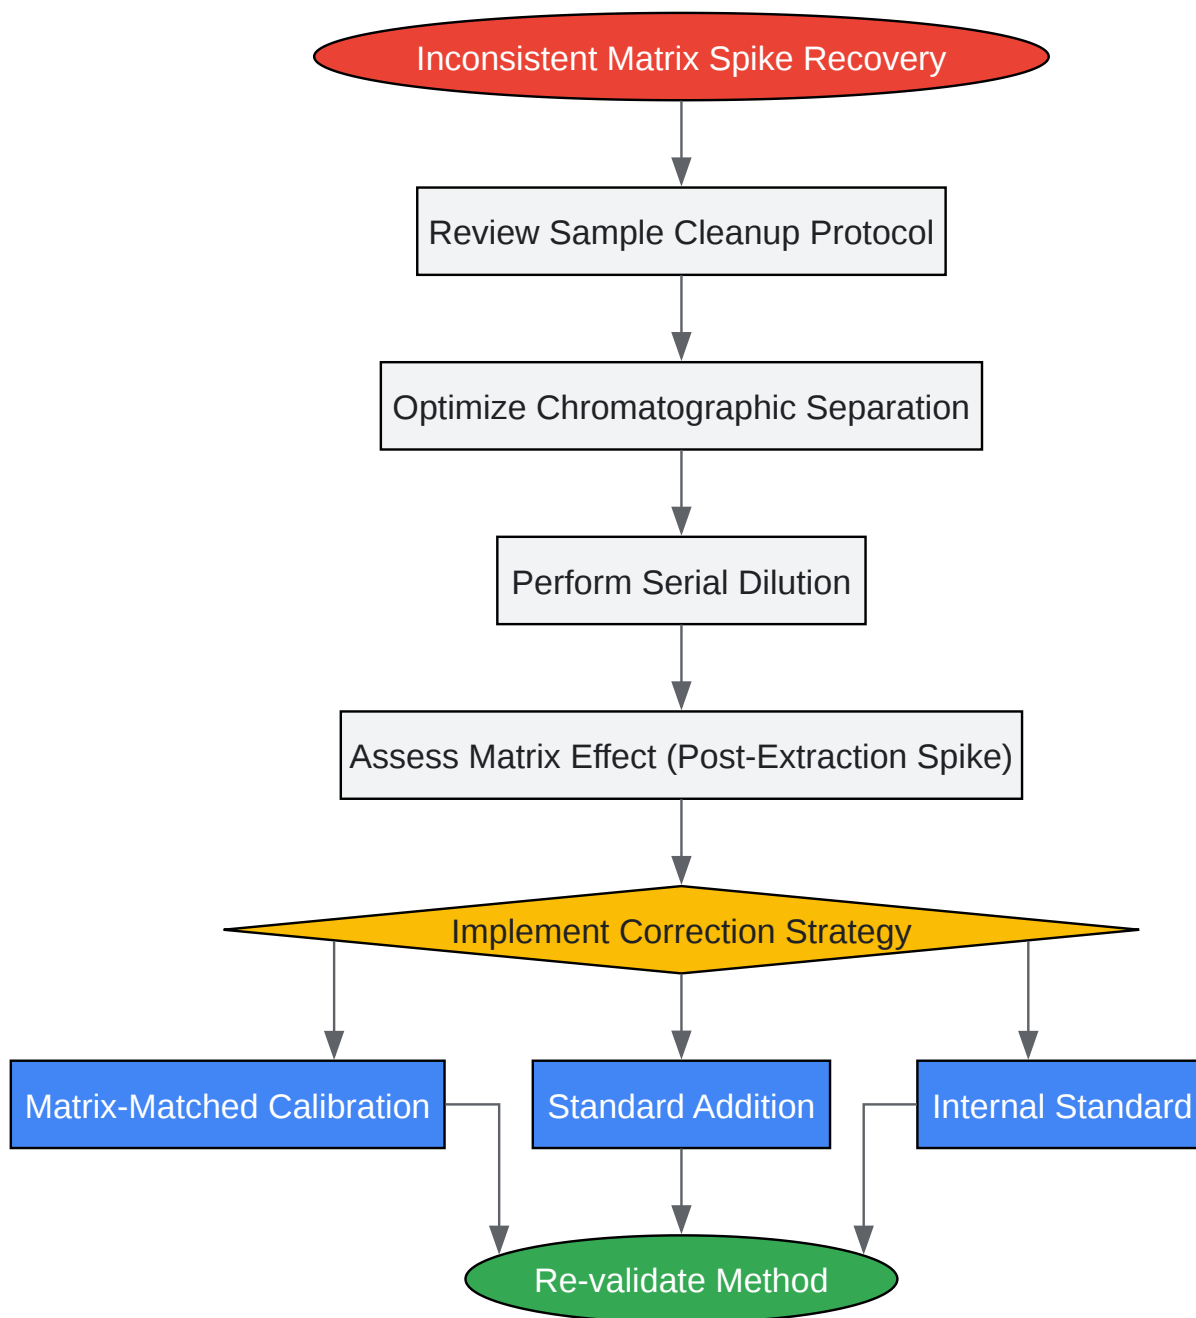 Inconsistent Matrix Spike Recovery
Review Sample Cleanup Protocol
Optimize Chromatographic Separation
Perform Serial Dilution
Assess Matrix Effect (Post-Extraction Spike)
Implement Correction Strategy
Matrix-Matched Calibration
Standard Addition
Internal Standard
Re-validate Method